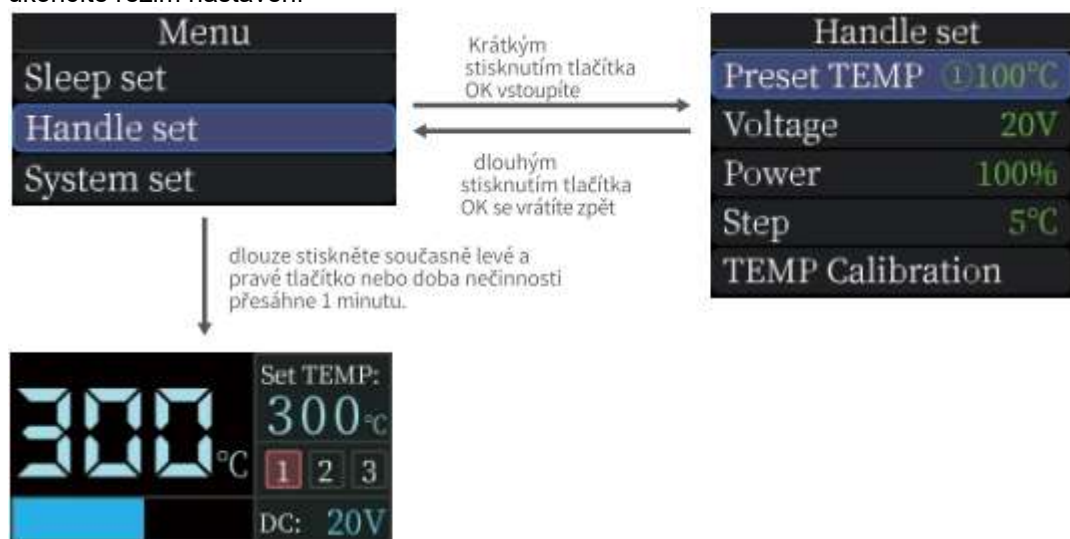 Menu
Sleep set
Handle set
System set
Krátkým
stisknutím tlačítka
OK vstoupíte
dlouhým
stisknutím tlačítka
OK se vrátíte zpět
Handle set
Preset TEMP ①100°C
Voltage 20V
Power 100%
Step 5°C
TEMP Calibration
dlouze stiskněte současně levé a
pravé tlačítko nebo doba nečinnosti
přesáhne 1 minutu.
300°C
Set TEMP:
300°C
1 2 3
DC: 20V